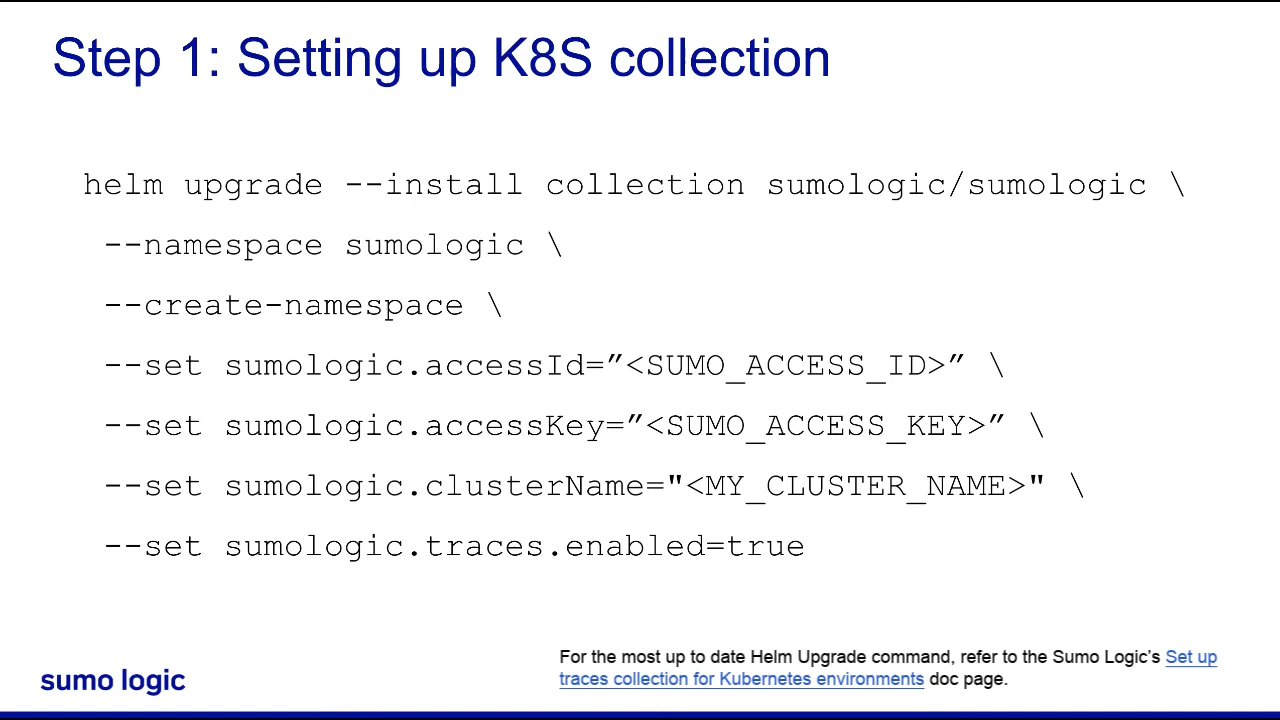 Step 1: Setting up K8S collection
helm upgrade --install collection sumologic/sumologic \
--namespace sumologic \
--create-namespace \
--set sumologic.accessId=”<SUMO_ACCESS_ID>” \
--set sumologic.accessKey=”<SUMO_ACCESS_KEY>” \
--set sumologic.clusterName="<MY_CLUSTER_NAME>" \
--set sumologic.traces.enabled=true
For the most up to date Helm Upgrade command, refer to the Sumo Logic’s Set up
traces collection for Kubernetes environments doc page.
sumo logic